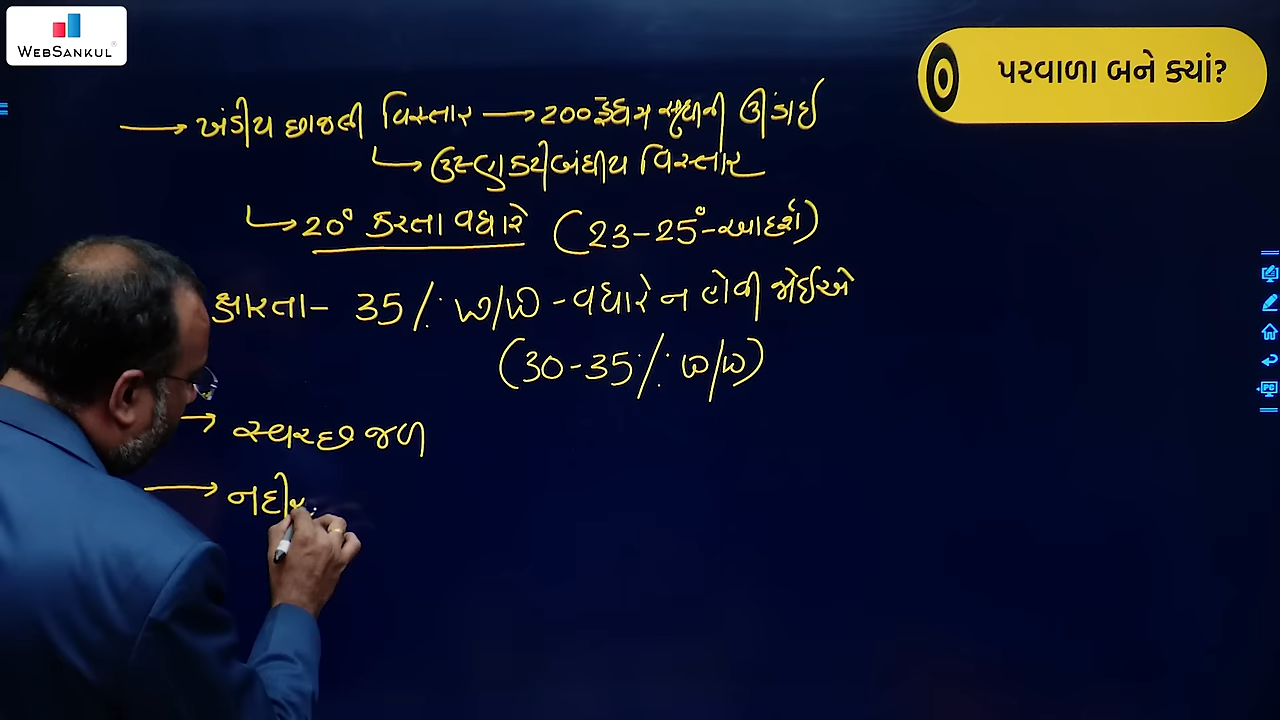 WEBSANKUL
પરવાળા બને ક્યાં?
→ ખંડીય છાજલી વિસ્તાર → 200 સુધીની ઊંડાઈ
ઉષ્ણકટીબંધીય વિસ્તાર
20° કરતા વધારે (23-25°-આદર્શ)
ક્ષારતા - 35% - વધારે ન હોવી જોઈએ
(30-35%
→ સ્વચ્છ જળ
→ નદી